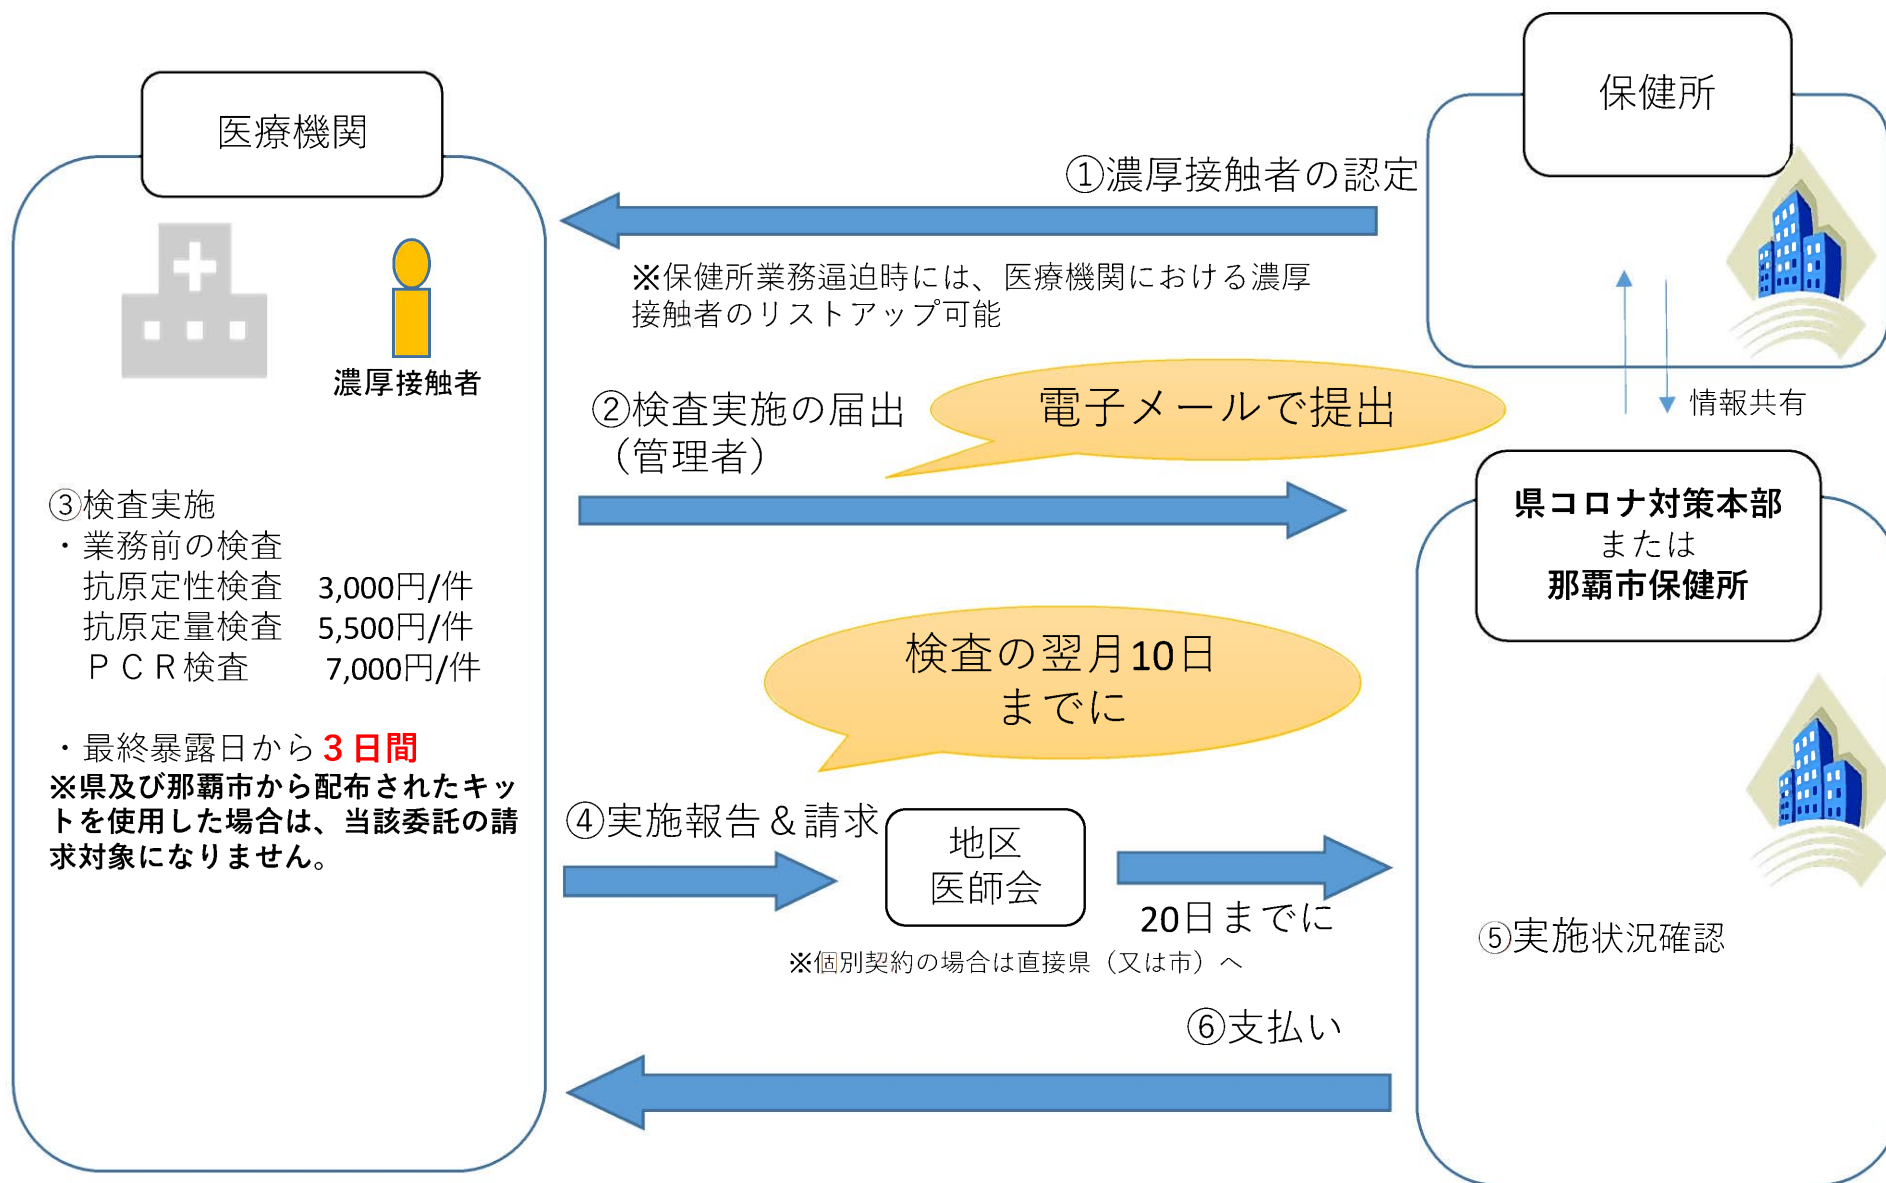 医療機関
濃厚接触者
③検査実施
・業務前の検査
抗原定性検査 3,000円/件
抗原定量検査 5,500円/件
ＰＣＲ検査 7,000円/件
・最終暴露日から３日間
※県及び那覇市から配布されたキッ
トを使用した場合は、当該委託の請
求対象になりません。
保健所
①濃厚接触者の認定
※保健所業務逼迫時には、医療機関における濃厚
接触者のリストアップ可能
情報共有
②検査実施の届出
（管理者）
電子メールで提出
県コロナ対策本部
または
那覇市保健所
検査の翌月10日
までに
④実施報告＆請求
地区
医師会
20日までに
※個別契約の場合は直接県（又は市）へ
⑤実施状況確認
⑥支払い